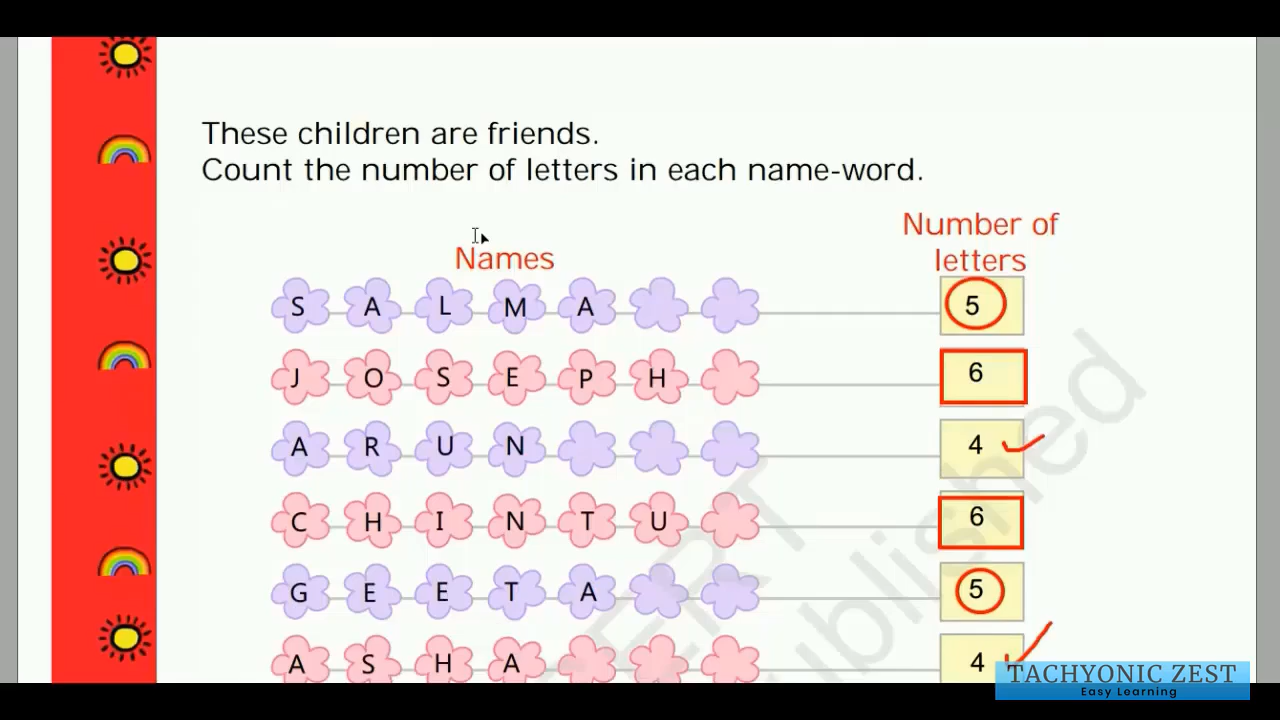 These children are friends.
Count the number of letters in each name-word.
Names
Number of
letters
S A L M A 5
J O S E P H 6
A R U N 4
C H I N T U 6
G E E T A 5
A S H A 4
TACHYONIC ZEST
Easy Learning